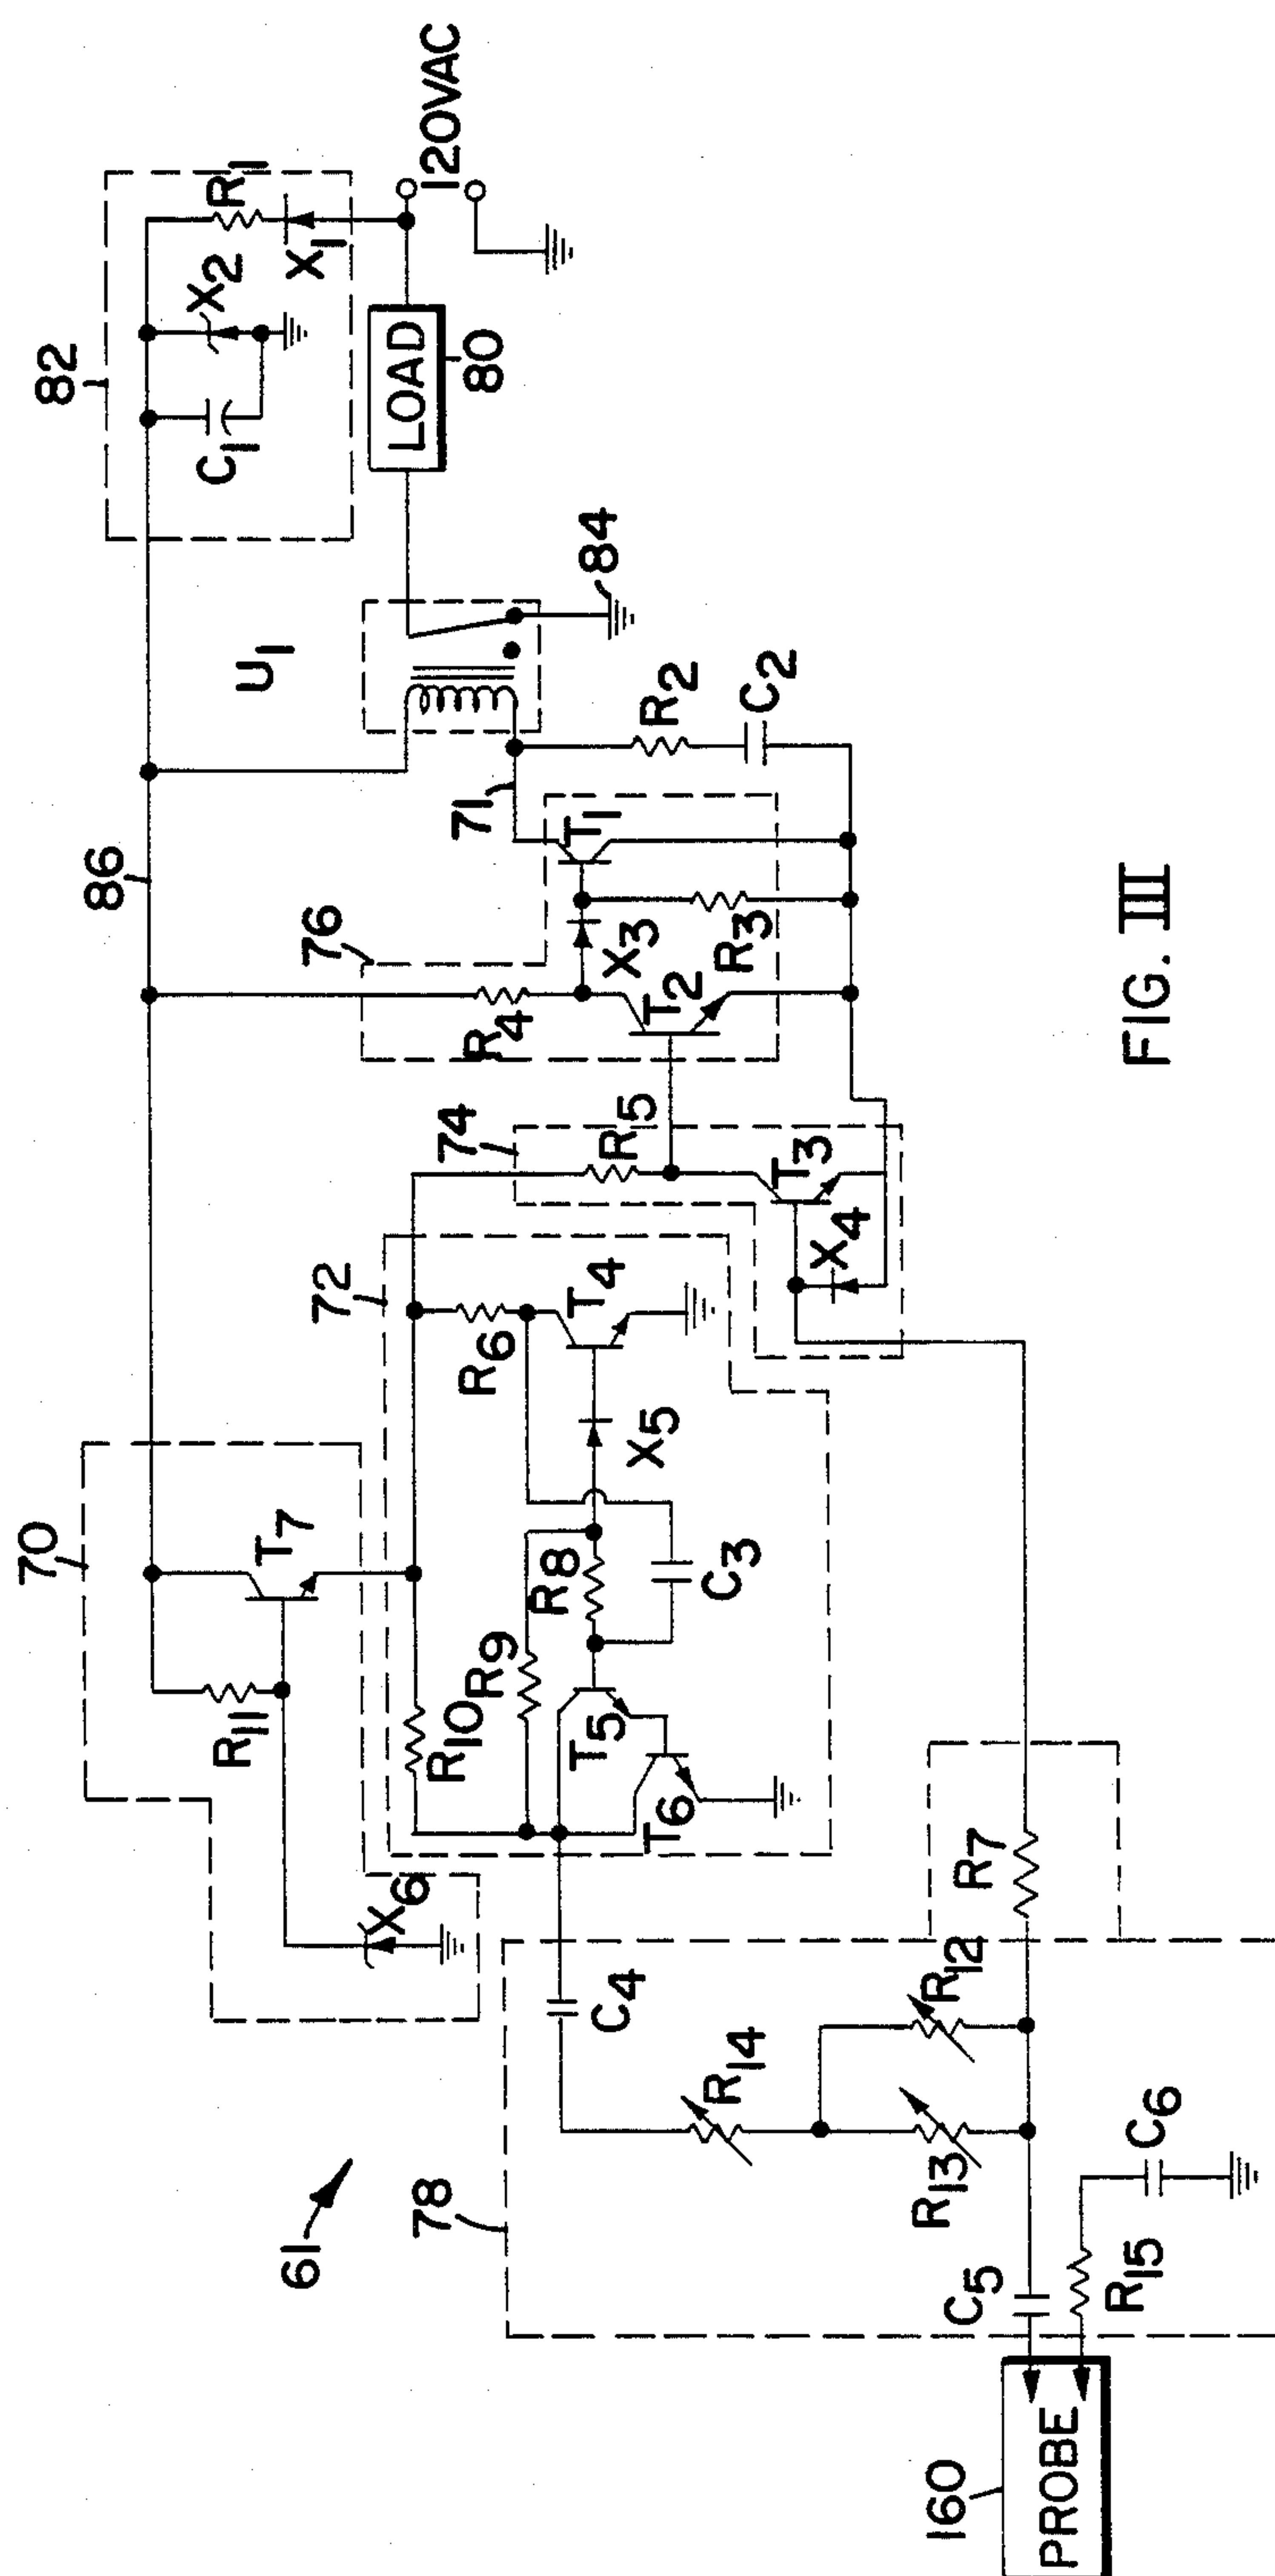 61
70
86
82
R11
T7
C1
X2
R1
X1
X6
72
U1
LOAD
80
120VAC
R10
R9
R6
T4
74
76
71
84
78
C4
T5
R8
X5
R5
R4
X3
T1
R2
T6
C3
T2
R3
C2
R14
T3
X4
R13
R12
R7
160
PROBE
C5
R15
C6
FIG. III